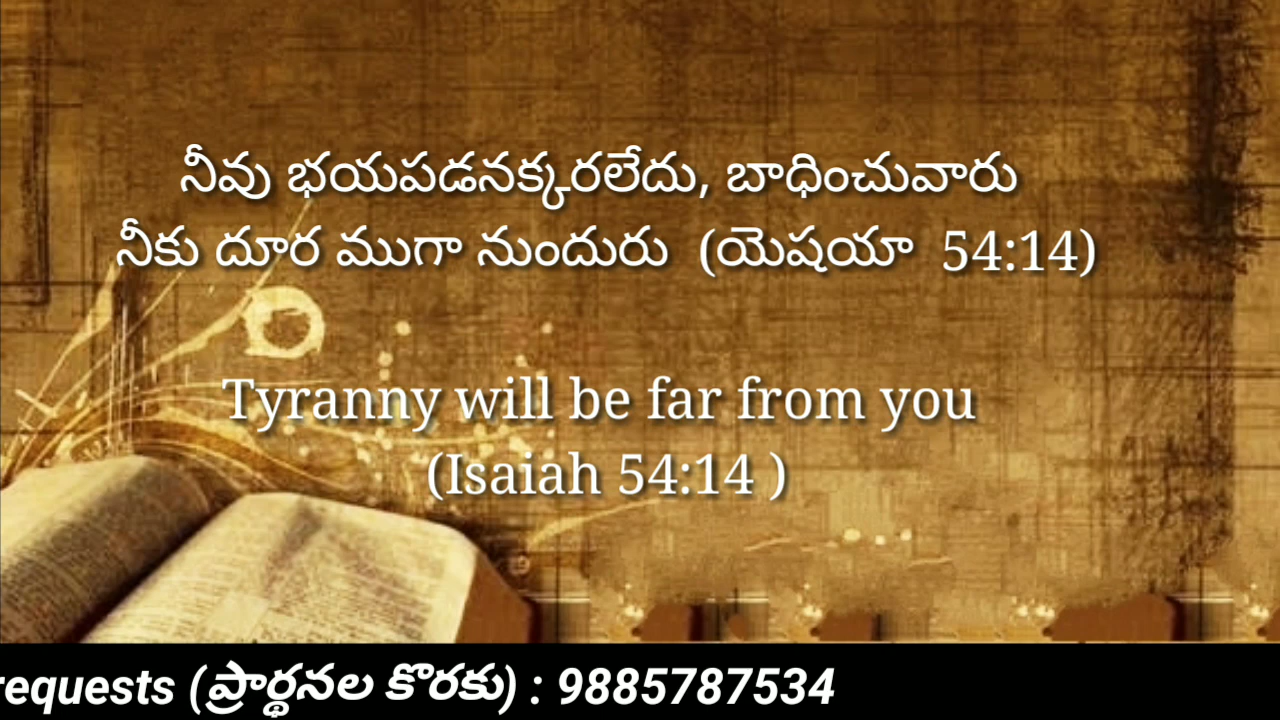 నీవు భయపడనక్కరలేదు, బాధించువారు
నీకు దూర ముగా నుందురు (యెషయా 54:14)
Tyranny will be far from you
(Isaiah 54:14 )
requests (ప్రార్థనల కొరకు) : 9885787534